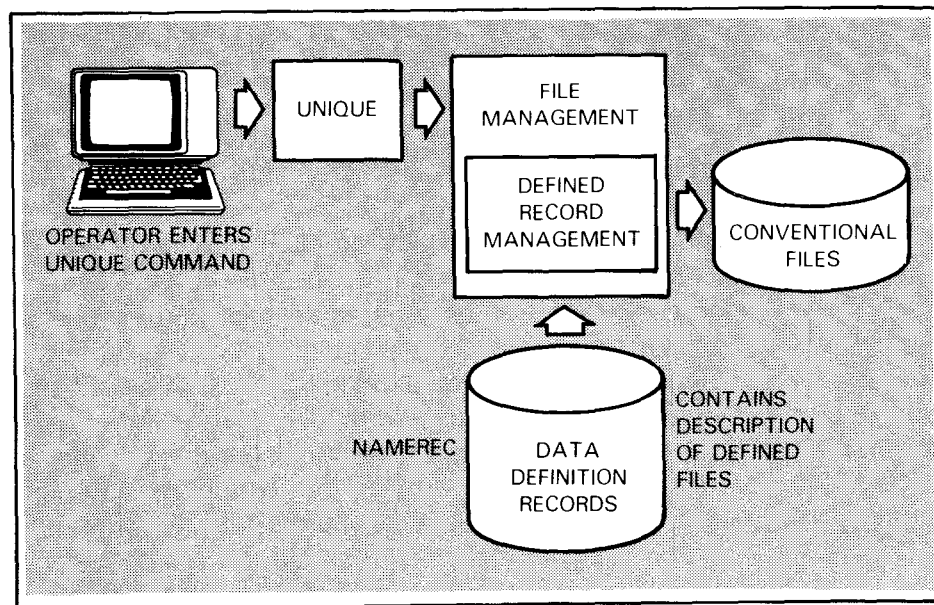 OPERATOR ENTERS
UNIQUE COMMAND
UNIQUE
FILE
MANAGEMENT
DEFINED
RECORD
MANAGEMENT
CONVENTIONAL
FILES
NAMEREC
DATA
DEFINITION
RECORDS
CONTAINS
DESCRIPTION
OF DEFINED
FILES